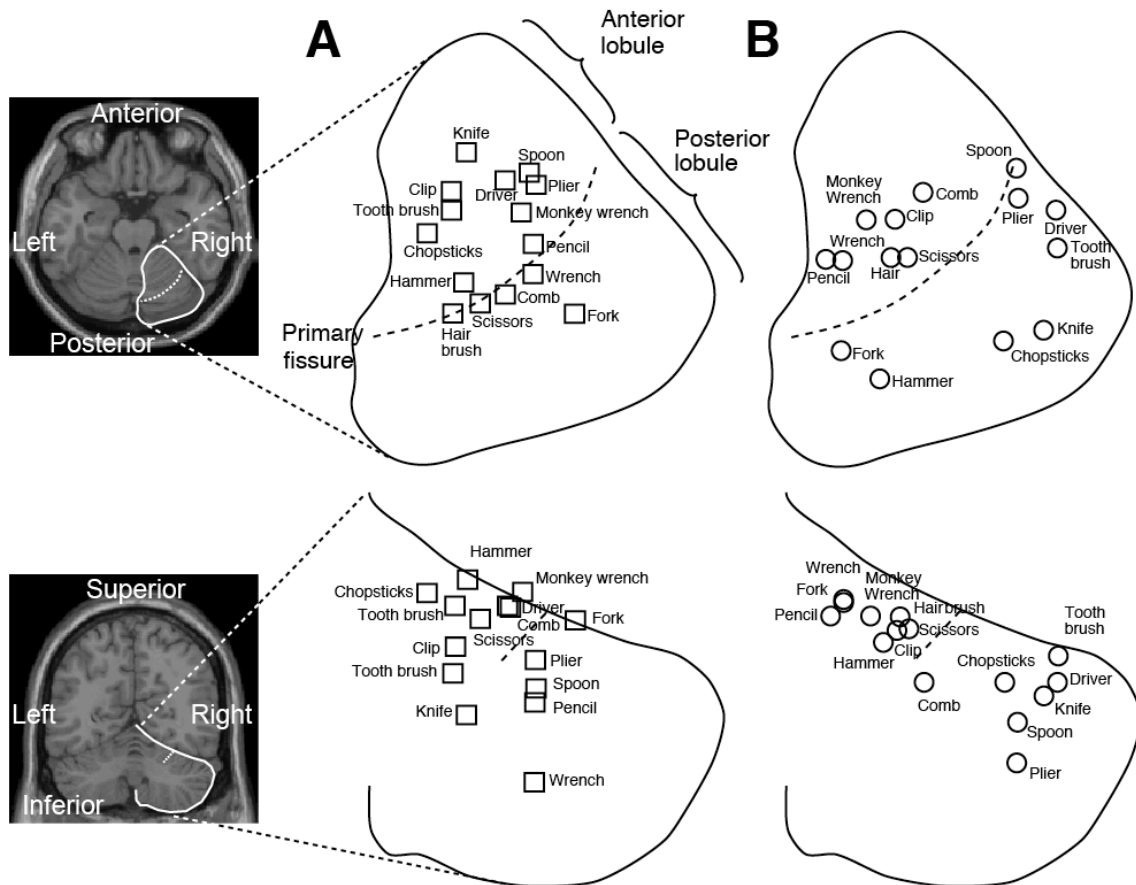 A
Anterior
lobule
B
Posterior
lobule
Anterior
Left
Right
Posterior
Knife
Spoon
Clip
Driver
Plier
Tooth brush
Monkey wrench
Chopsticks
Pencil
Hammer
Wrench
Comb
Scissors
Fork
Hair
brush
Primary
fissure
Spoon
Monkey
Wrench
Comb
Clip
Plier
Driver
Wrench
Scissors
Tooth
brush
Pencil
Hair
Knife
Chopsticks
Fork
Hammer
Superior
Left
Right
Inferior
Hammer
Chopsticks
Monkey wrench
Tooth brush
Driver
Comb
Fork
Scissors
Clip
Plier
Tooth brush
Spoon
Knife
Pencil
Wrench
Wrench
Monkey
Fork
Wrench
Pencil
Hair brush
Tooth
brush
Scissors
Clip
Hammer
Chopsticks
Driver
Comb
Knife
Spoon
Plier